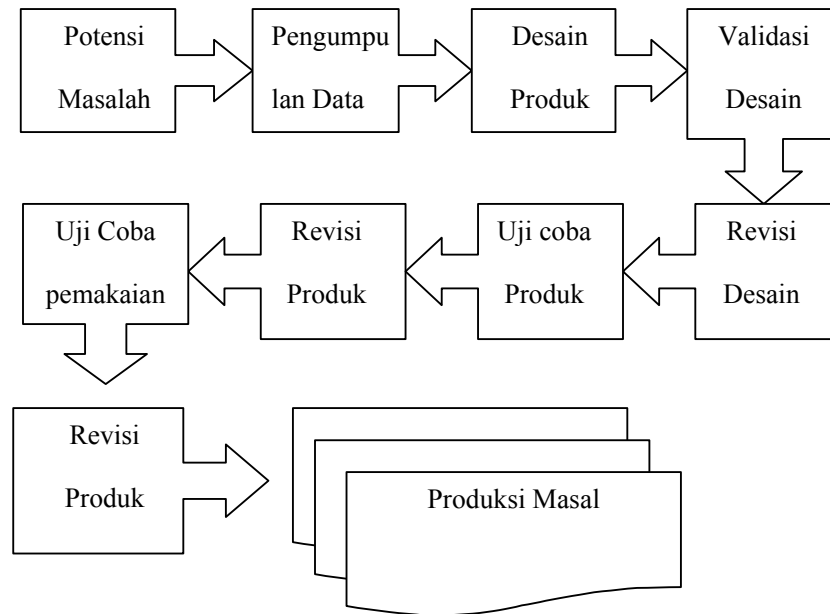 Potensi
Masalah
Pengumpu
lan Data
Desain
Produk
Validasi
Desain
Revisi
Desain
Uji coba
Produk
Revisi
Produk
Uji Coba
pemakaian
Revisi
Produk
Produksi Masal